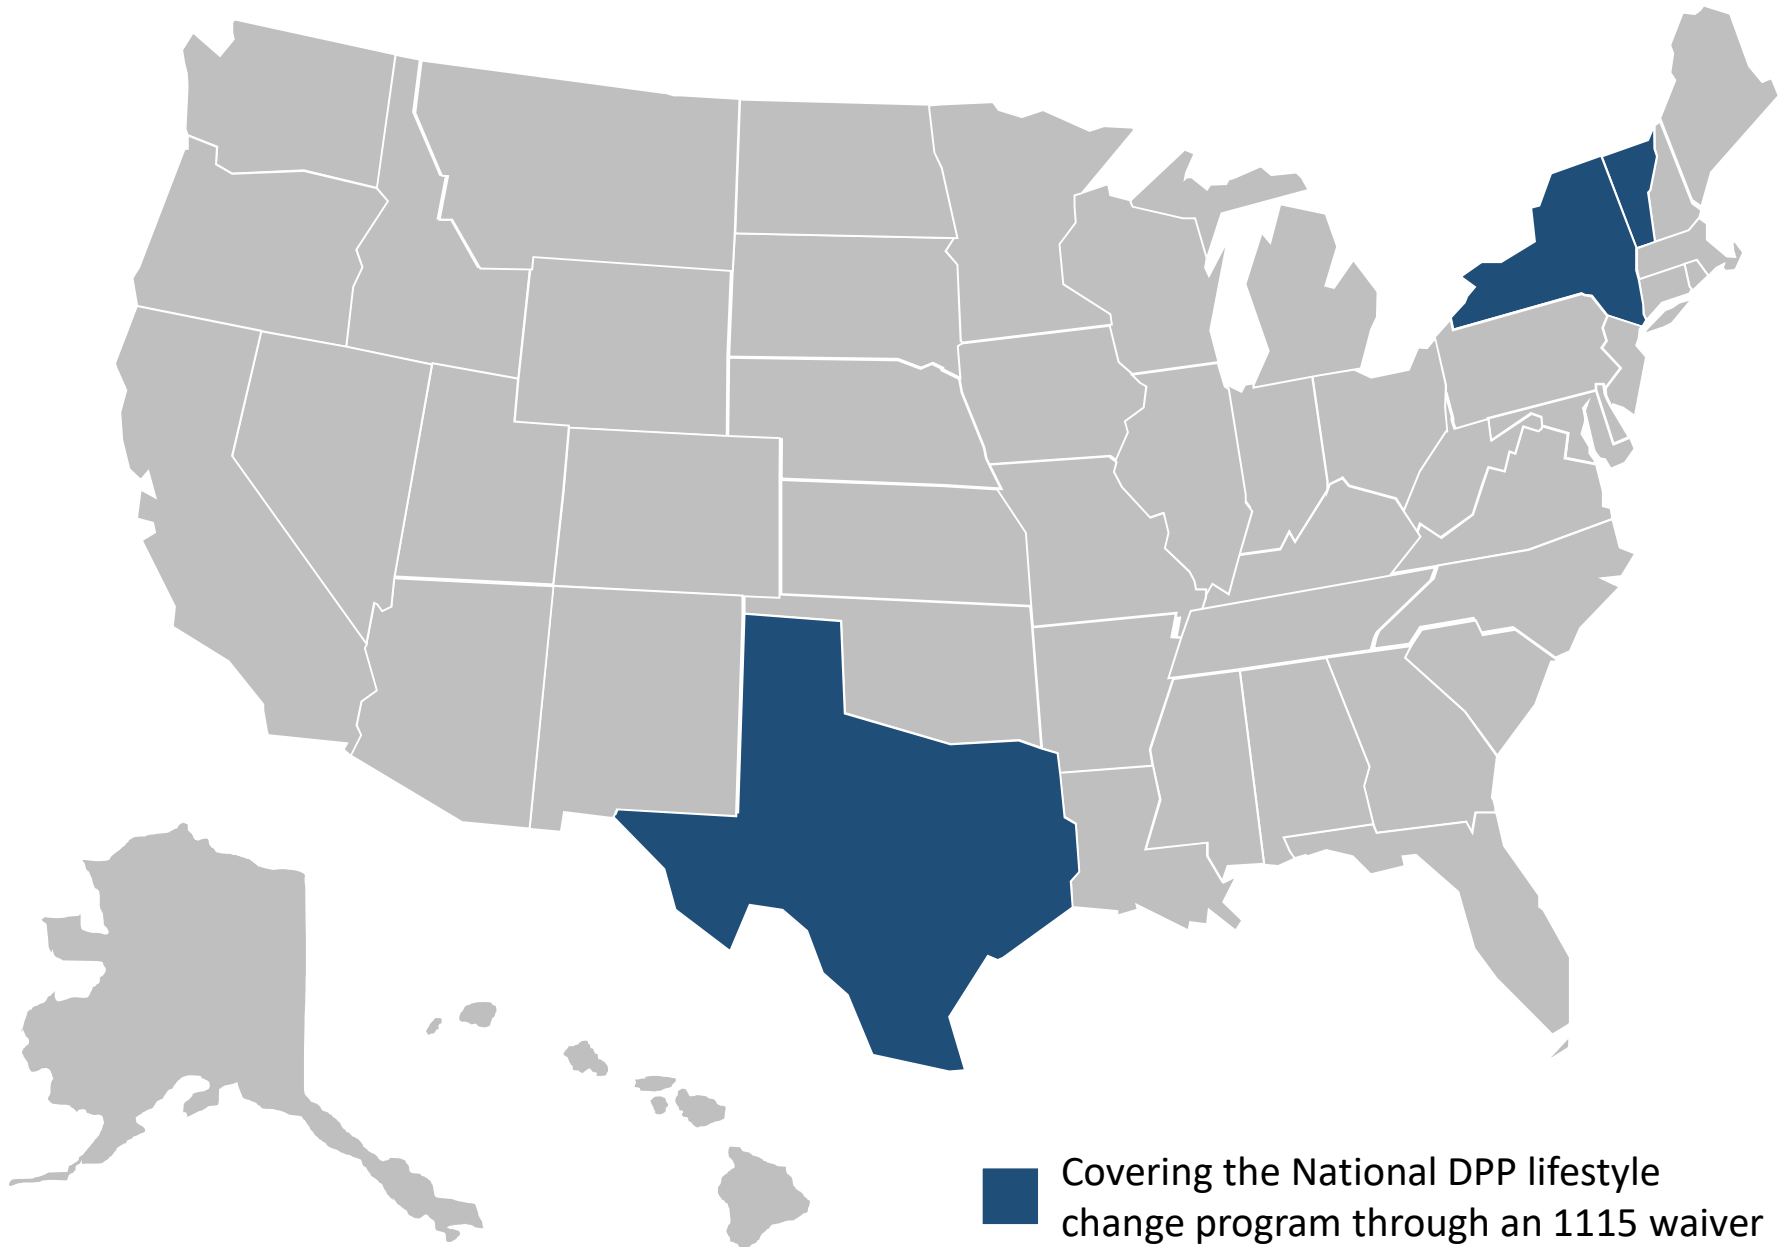 Covering the National DPP lifestyle
change program through an 1115 waiver